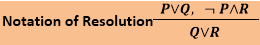 Notation of Resolution
P∨Q, ¬ P∧R
Q∨R